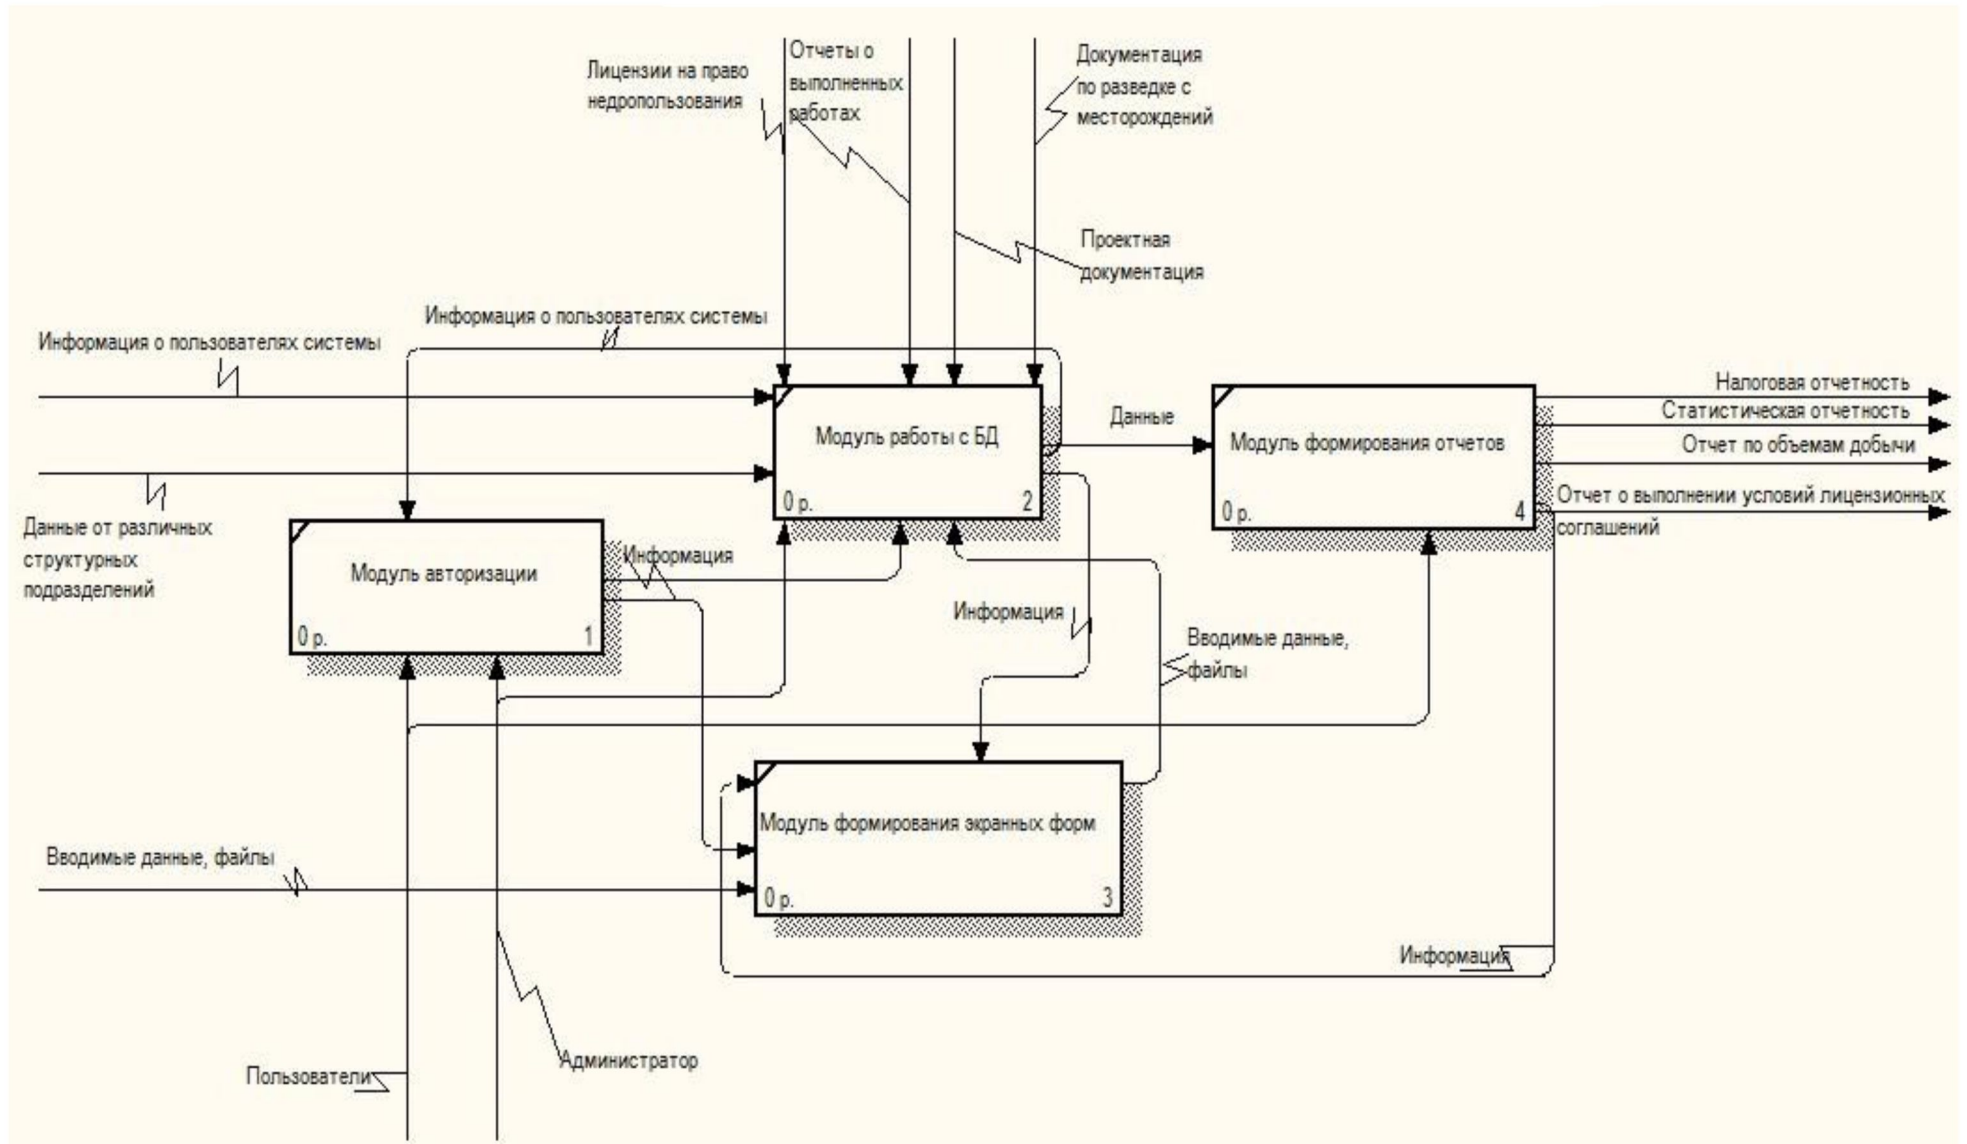 Лицензии на право
недропользования
Отчеты о
выполненных
работах
Документация
по разведке с
месторождений
Проектная
документация
Информация о пользователях системы
Информация о пользователях системы
Данные от различных
структурных
подразделений
Модуль работы с БД
0 р.
2
Данные
Модуль формирования отчетов
0 р.
4
Налоговая отчетность
Статистическая отчетность
Отчет по объемам добычи
Отчет о выполнении условий лицензионных
соглашений
Модуль авторизации
0 р.
1
Информация
Информация
Вводимые данные,
файлы
Модуль формирования экранных форм
0 р.
3
Вводимые данные, файлы
Информация
Администратор
Пользователи